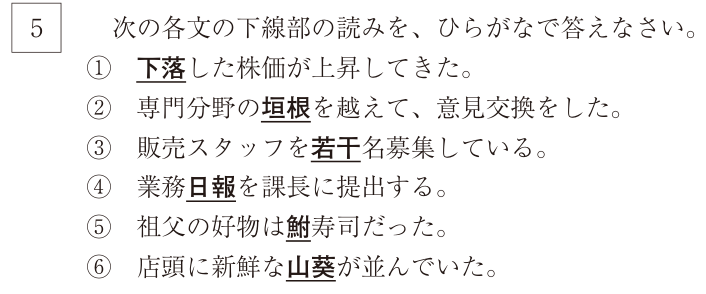 5 次の各文の下線部の読みを、ひらがなで答えなさい。
① 下落した株価が上昇してきた。
② 専門分野の垣根を越えて、意見交換をした。
③ 販売スタッフを若干名募集している。
④ 業務日報を課長に提出する。
⑤ 祖父の好物は鮒寿司だった。
⑥ 店頭に新鮮な山葵が並んでいた。